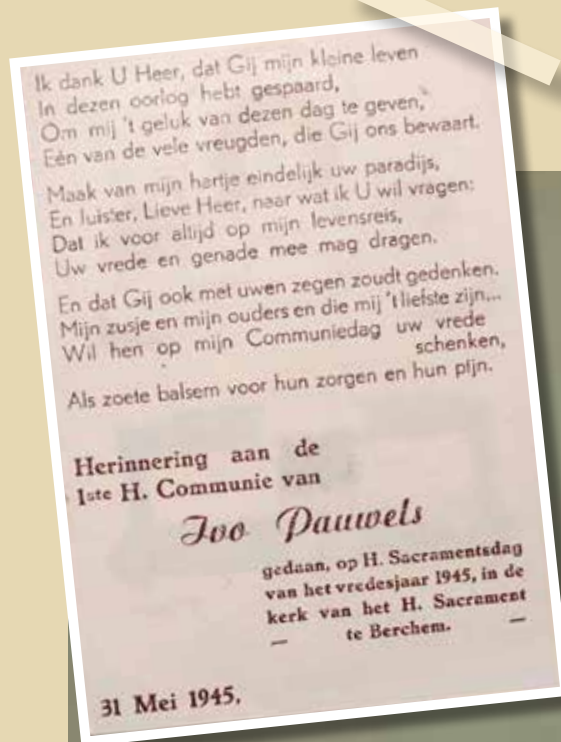 Ik dank U Heer, dat Gij mijn kleine leven
In dezen oorlog hebt gespaard,
Om mij 't geluk van dezen dag te geven,
Eén van de vele vreugden, die Gij ons bewaart.
Maak van mijn hartje eindelijk uw paradijs,
En luister, Lieve Heer, naar wat ik U wil vragen:
Dat ik voor altijd op mijn levensreis,
Uw vrede en genade mee mag dragen.
En dat Gij ook met uwen zegen zoudt gedenken.
Mijn zusje en mijn ouders en die mij 't liefste zijn...
Wil hen op mijn Communiedag uw vrede
schenken,
Als zoete balsem voor hun zorgen en hun pijn.
Herinnering aan de
1ste H. Communie van
Ivo Pauwels
gedaan, op H. Sacramentsdag
van het vredesjaar 1945, in de
kerk van het H. Sacrament
— te Berchem. —
31 Mei 1945.